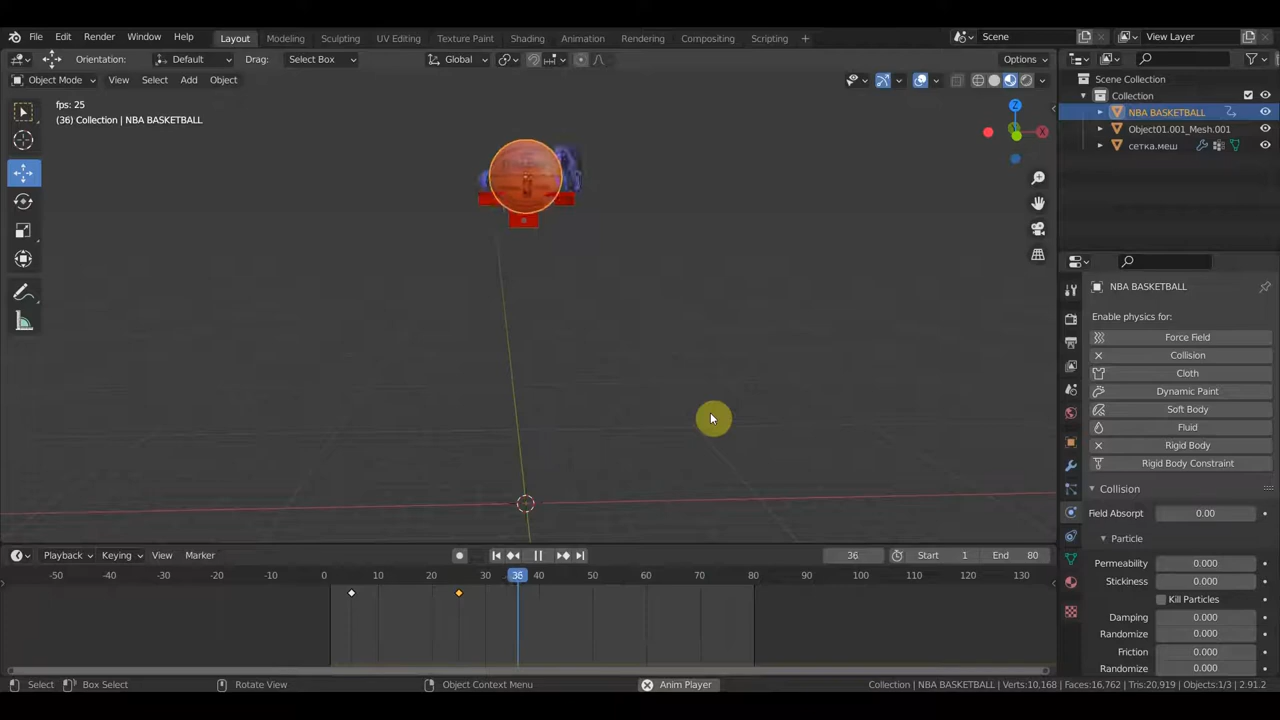 File Edit Render Window Help Layout Modeling Sculpting UV Editing Texture Paint Shading Animation Rendering Compositing Scripting + Scene View Layer
Orientation: Default Drag: Select Box Global Options
Object Mode View Select Add Object
Scene Collection
Collection
NBA BASKETBALL
Object01.001_Mesh.001
сетка.меш
fps: 25
(36) Collection | NBA BASKETBALL
Z
X
NBA BASKETBALL
Enable physics for:
Force Field
Collision
Cloth
Dynamic Paint
Soft Body
Fluid
Rigid Body
Rigid Body Constraint
Collision
Field Absorpt 0.00
Particle
Permeability 0.000
Stickiness 0.000
Kill Particles
Damping 0.000
Randomize 0.000
Friction 0.000
Randomize 0.000
Playback Keying View Marker 36 Start 1 End 80
-50 -40 -30 -20 -10 0 10 20 30 36 40 50 60 70 80 90 100 110 120 130
Select Box Select Rotate View Object Context Menu Anim Player Collection | NBA BASKETBALL | Verts:10,168 | Faces:16,762 | Tris:20,919 | Objects:1/3 | 2.91.2